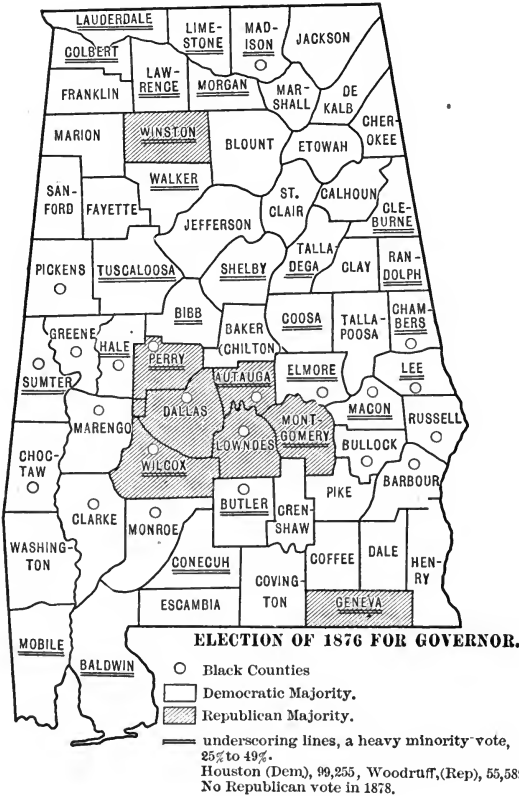 LAUDERDALE
LIME-
STONE
MAD-
ISON
JACKSON
COLBERT
LAW-
RENCE
MORGAN
MAR-
SHALL
DE
KALB
FRANKLIN
CHER-
OKEE
MARION
WINSTON
BLOUNT
ETOWAH
WALKER
SAN-
FORD
FAYETTE
JEFFERSON
ST.
CLAIR
CALHOUN
CLE-
BURNE
PICKENS
TUSCALOOSA
SHELBY
TALLA-
DEGA
CLAY
RAN-
DOLPH
BIBB
BAKER
(CHILTON)
COOSA
TALLA-
POOSA
CHAM-
BERS
GREENE
HALE
PERRY
AUTAUGA
ELMORE
LEE
SUMTER
MARENGO
DALLAS
LOWNDES
MONT-
GOMERY
MACON
RUSSELL
BULLOCK
CHOC-
TAW
WILCOX
BUTLER
CREN-
SHAW
PIKE
BARBOUR
CLARKE
MONROE
WASHING-
TON
CONECUH
COVING-
TON
COFFEE
DALE
HEN-
RY
ESCAMBIA
GENEVA
MOBILE
BALDWIN
ELECTION OF 1876 FOR GOVERNOR.
Black Counties
Democratic Majority.
Republican Majority.
underscoring lines, a heavy minority vote,
25% to 49%.
Houston (Dem.), 99,255, Woodruff,(Rep), 55,58
No Republican vote in 1878.